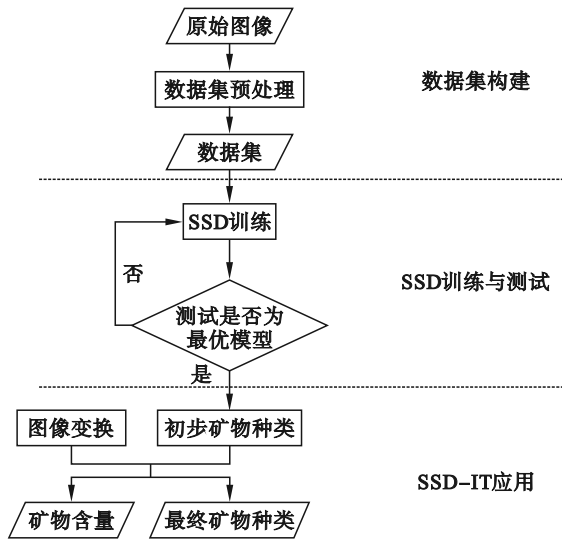 原始图像
数据集预处理
数据集构建
数据集
SSD训练
否
SSD训练与测试
测试是否为
最优模型
是
图像变换
初步矿物种类
SSD-IT应用
矿物含量
最终矿物种类